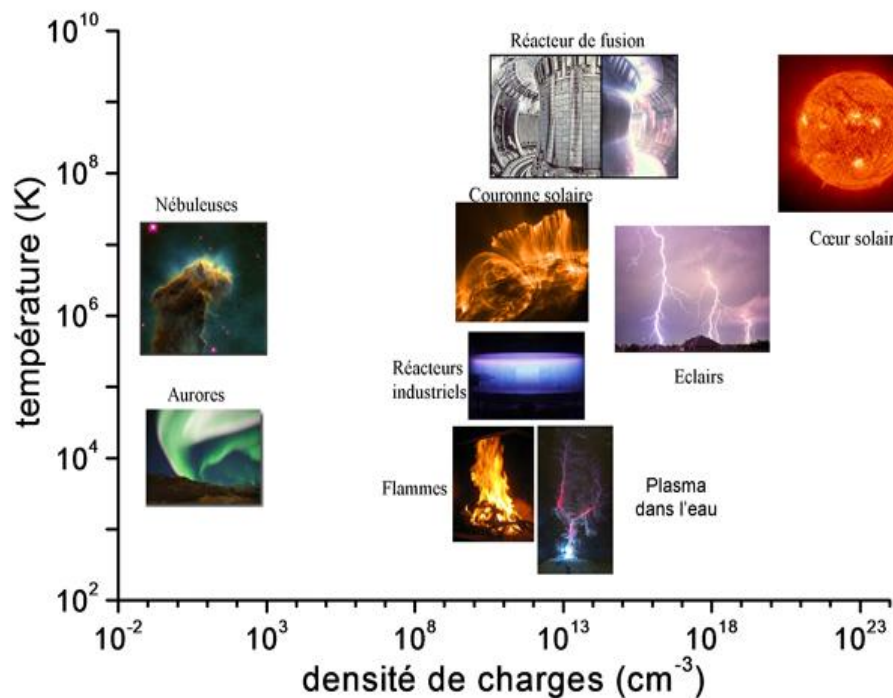 température (K)
10^10
10^8
10^6
10^4
10^2
Réacteur de fusion
Nébuleuses
Couronne solaire
Cœur solair
Réacteurs
industriels
Eclairs
Aurores
Flammes
Plasma
dans l'eau
10^-2
10^3
10^8
10^13
10^18
10^23
densité de charges (cm^-3)